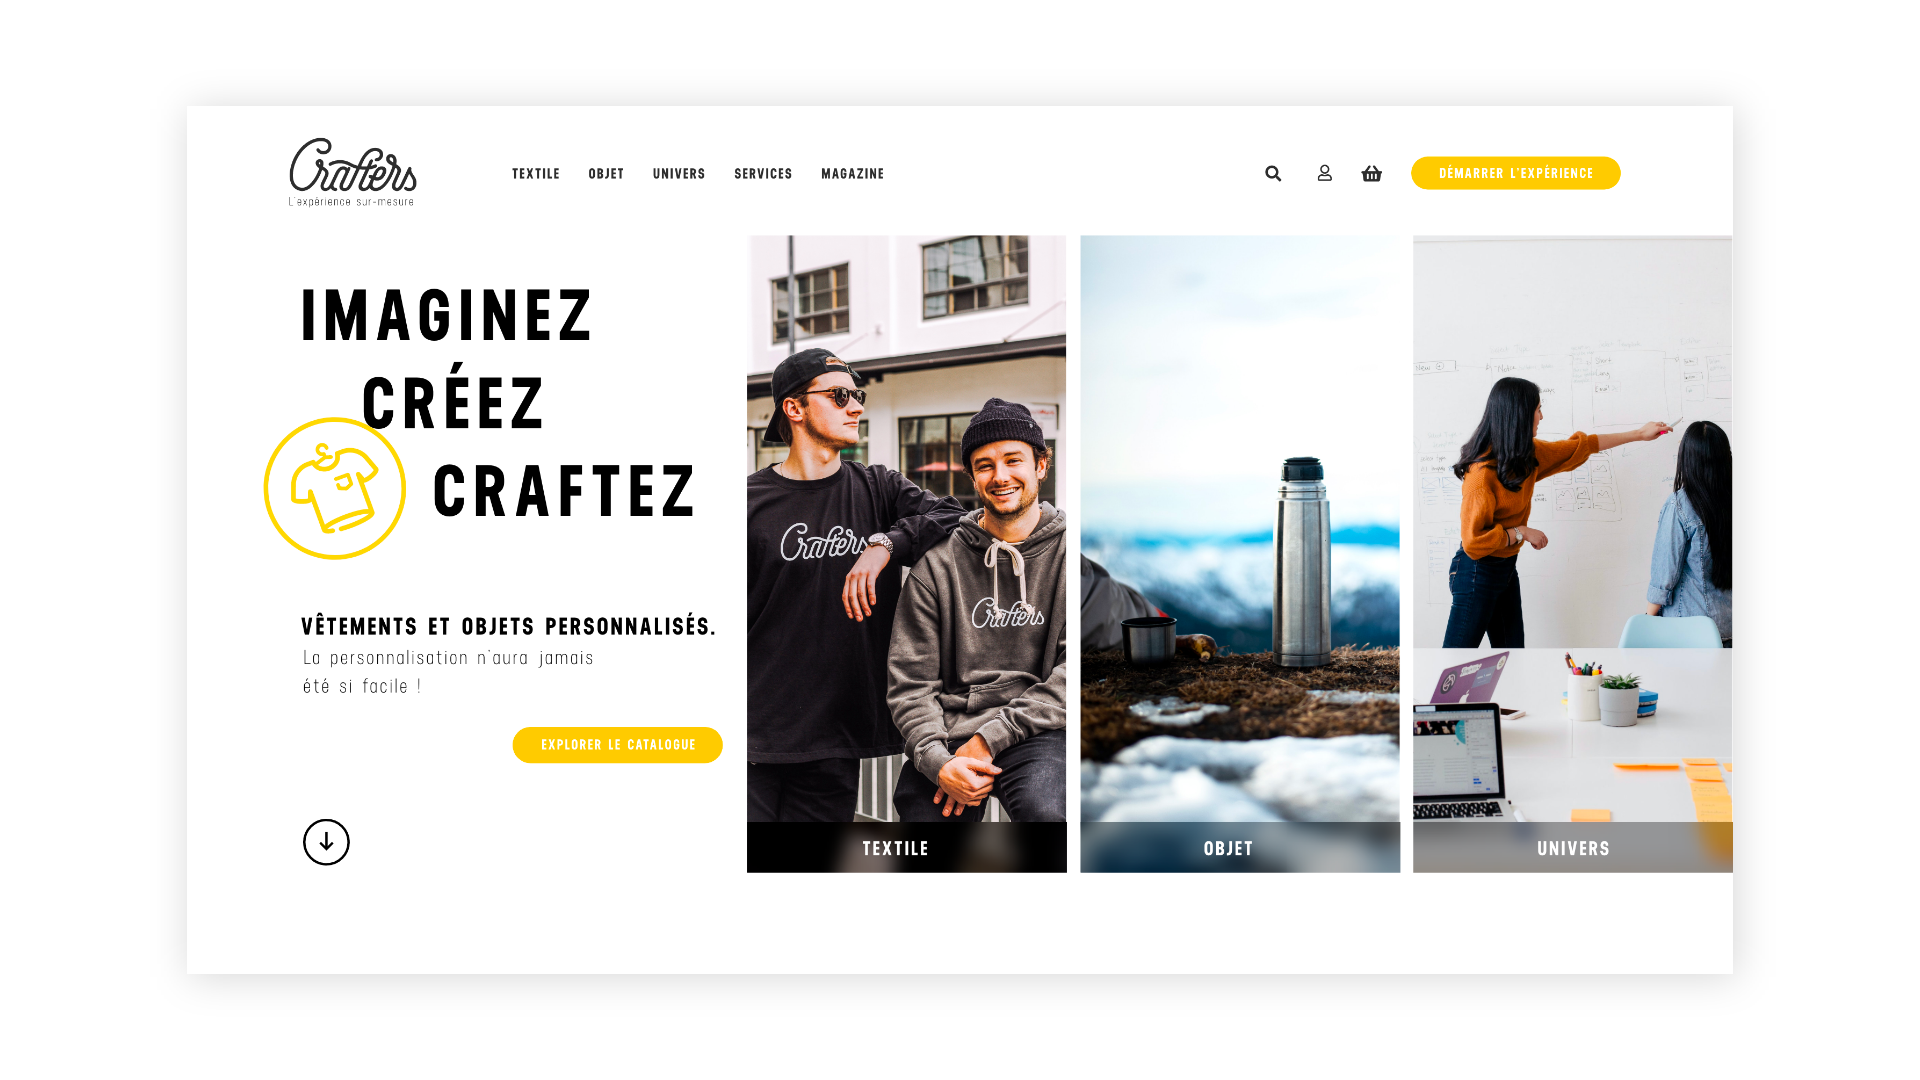 Crafters
L'expérience sur-mesure
TEXTILE OBJET UNIVERS SERVICES MAGAZINE
DÉMARRER L'EXPÉRIENCE
IMAGINEZ
CRÉEZ
CRAFTEZ
VÊTEMENTS ET OBJETS PERSONNALISÉS.
La personnalisation n'aura jamais
été si facile !
EXPLORER LE CATALOGUE
Crafters
Crafters
TEXTILE
OBJET
UNIVERS